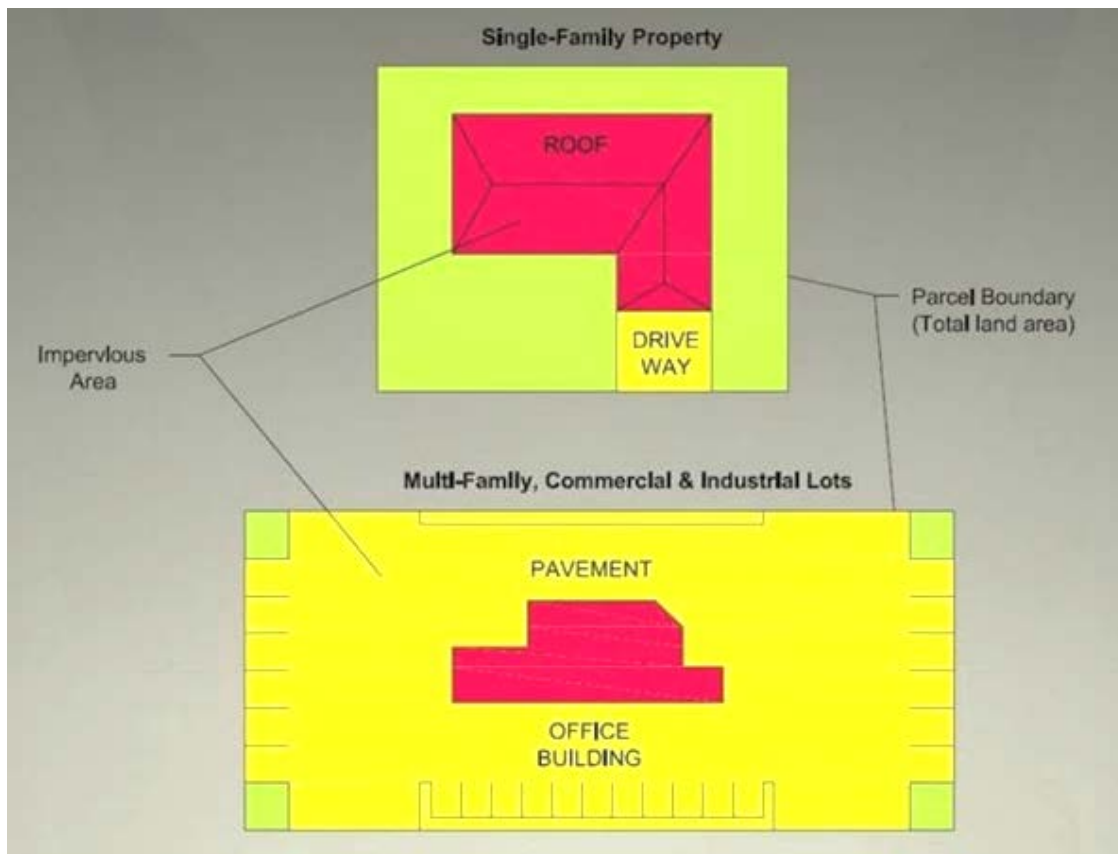 Single-Family Property
ROOF
Parcel Boundary
(Total land area)
DRIVE
WAY
Impervious
Area
Multi-Family, Commercial & Industrial Lots
PAVEMENT
OFFICE
BUILDING